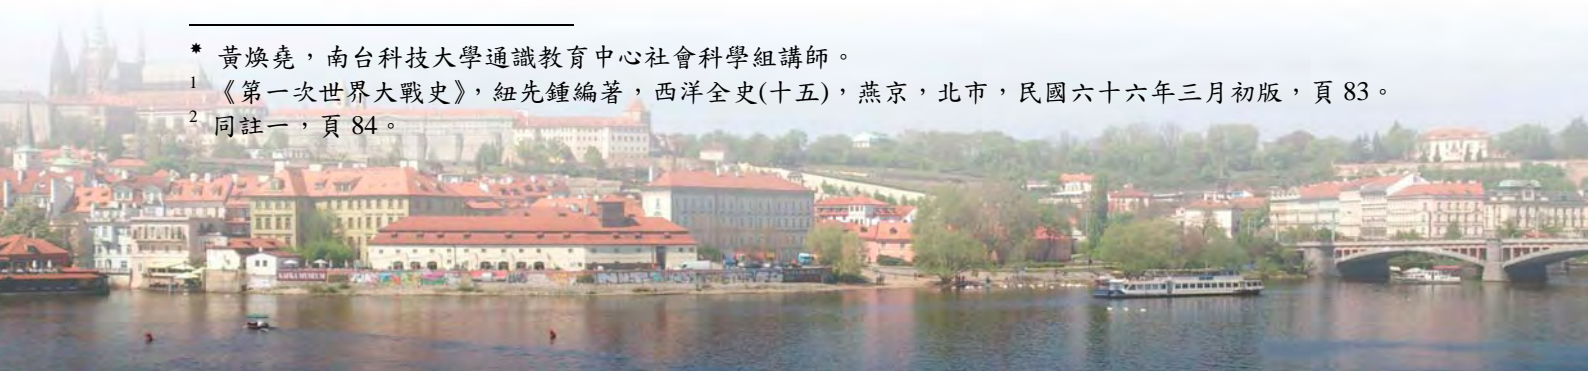 * 黃煥堯，南台科技大學通識教育中心社會科學組講師。
1 《第一次世界大戰史》，紐先鍾編著，西洋全史(十五)，燕京，北市，民國六十六年三月初版，頁 83。
2 同註一，頁 84。
KAFKA MUSEUM